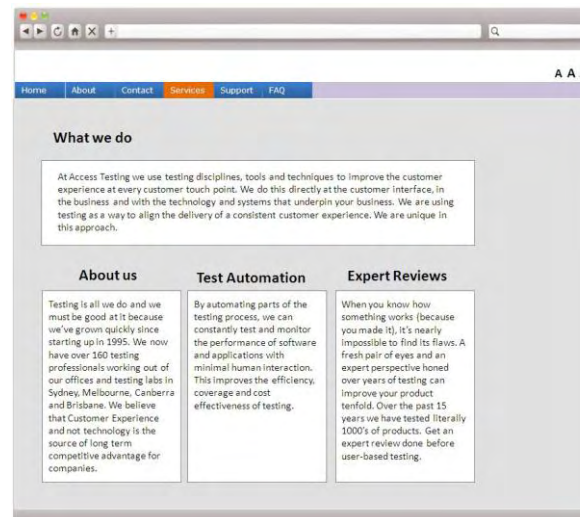 A A
Home About Contact Services Support FAQ
What we do
At Access Testing we use testing disciplines, tools and techniques to improve the customer
experience at every customer touch point. We do this directly at the customer interface, in
the business and with the technology and systems that underpin your business. We are using
testing as a way to align the delivery of a consistent customer experience. We are unique in
this approach.
About us
Testing is all we do and we
must be good at it because
we've grown quickly since
starting up in 1995. We now
have over 160 testing
professionals working out of
our offices and testing labs in
Sydney, Melbourne, Canberra
and Brisbane. We believe
that Customer Experience
and not technology is the
source of long term
competitive advantage for
companies.
Test Automation
By automating parts of the
testing process, we can
constantly test and monitor
the performance of software
and applications with
minimal human interaction.
This improves the efficiency,
coverage and cost
effectiveness of testing.
Expert Reviews
When you know how
something works (because
you made it), it's nearly
impossible to find its flaws. A
fresh pair of eyes and an
expert perspective honed
over years of testing can
improve your product
tenfold. Over the past 15
years we have tested literally
1000's of products. Get an
expert review done before
user-based testing.